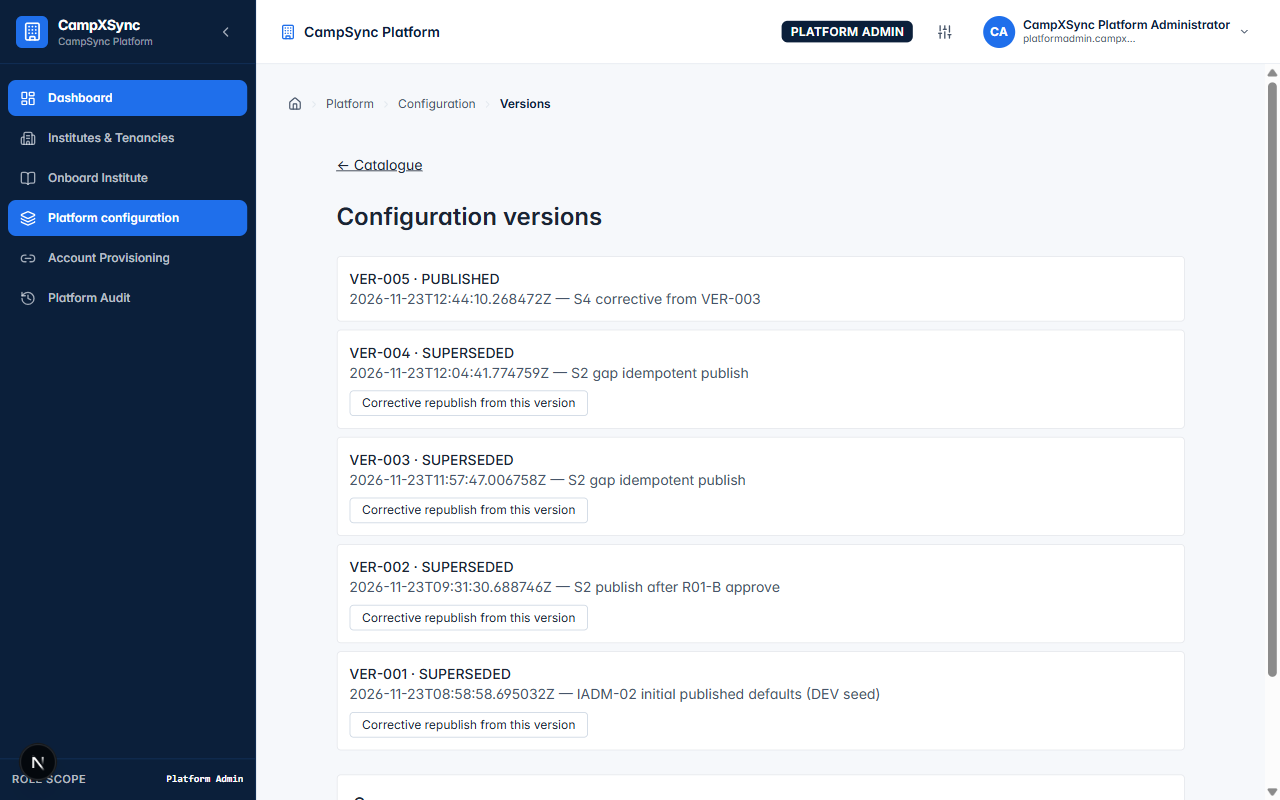 CampXSync
CampSync Platform
CampSync Platform
PLATFORM ADMIN
CA
CampXSync Platform Administrator
platformadmin.campx...
Dashboard
Institutes & Tenancies
Onboard Institute
Platform configuration
Account Provisioning
Platform Audit
N
ROLE SCOPE
Platform Admin
Platform
Configuration
Versions
← Catalogue
Configuration versions
VER-005 · PUBLISHED
2026-11-23T12:44:10.268472Z — S4 corrective from VER-003
VER-004 · SUPERSEDED
2026-11-23T12:04:41.774759Z — S2 gap idempotent publish
Corrective republish from this version
VER-003 · SUPERSEDED
2026-11-23T11:57:47.006758Z — S2 gap idempotent publish
Corrective republish from this version
VER-002 · SUPERSEDED
2026-11-23T09:31:30.688746Z — S2 publish after R01-B approve
Corrective republish from this version
VER-001 · SUPERSEDED
2026-11-23T08:58:58.695032Z — IADM-02 initial published defaults (DEV seed)
Corrective republish from this version